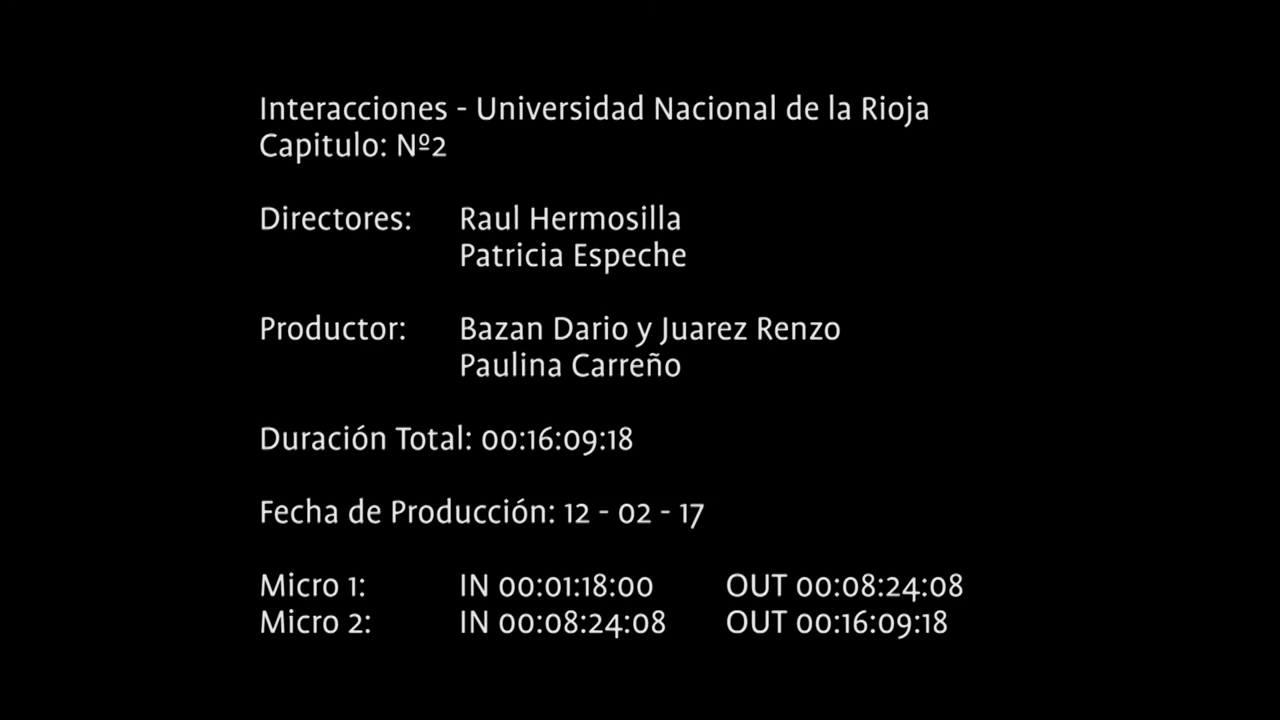 Interacciones - Universidad Nacional de la Rioja
Capitulo: Nº2
Directores: Raul Hermosilla
Patricia Espeche
Productor: Bazan Dario y Juarez Renzo
Paulina Carreño
Duración Total: 00:16:09:18
Fecha de Producción: 12 - 02 - 17
Micro 1: IN 00:01:18:00 OUT 00:08:24:08
Micro 2: IN 00:08:24:08 OUT 00:16:09:18